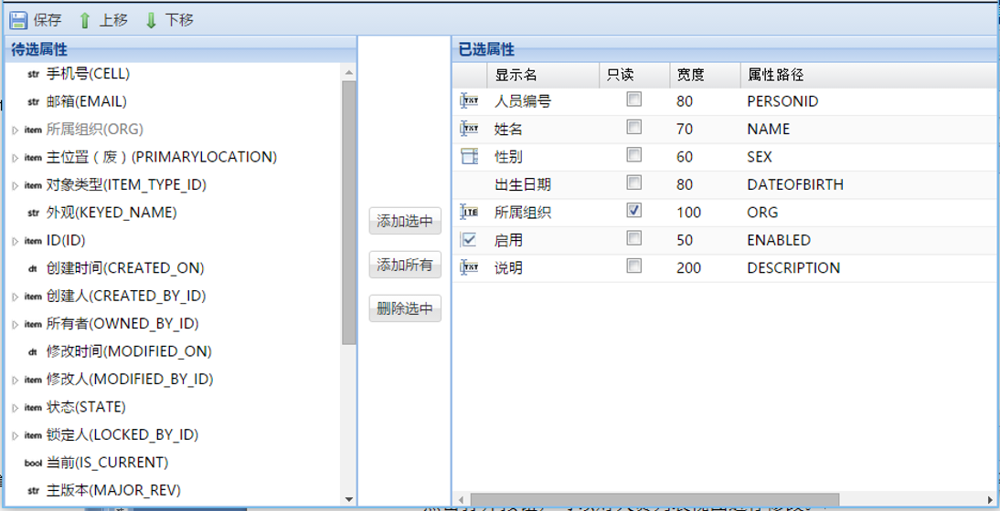 保存 上移 下移
待选属性
str 手机号(CELL)
str 邮箱(EMAIL)
item 所属组织(ORG)
item 主位置（废）(PRIMARYLOCATION)
item 对象类型(ITEM_TYPE_ID)
str 外观(KEYED_NAME)
item ID(ID)
dt 创建时间(CREATED_ON)
item 创建人(CREATED_BY_ID)
item 所有者(OWNED_BY_ID)
dt 修改时间(MODIFIED_ON)
item 修改人(MODIFIED_BY_ID)
item 状态(STATE)
item 锁定人(LOCKED_BY_ID)
bool 当前(IS_CURRENT)
str 主版本(MAJOR_REV)
添加选中
添加所有
删除选中
已选属性
显示名 只读 宽度 属性路径
TXT 人员编号 80 PERSONID
TXT 姓名 70 NAME
性别 60 SEX
出生日期 80 DATEOFBIRTH
ITE 所属组织 100 ORG
启用 50 ENABLED
TXT 说明 200 DESCRIPTION